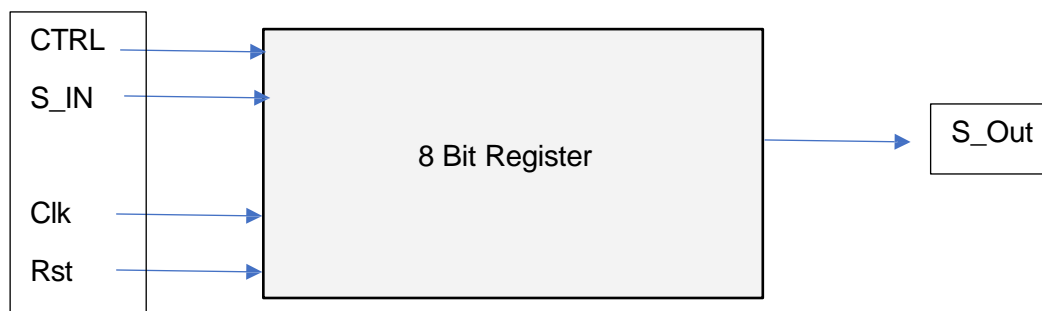 CTRL
S_IN
8 Bit Register
S_Out
Clk
Rst